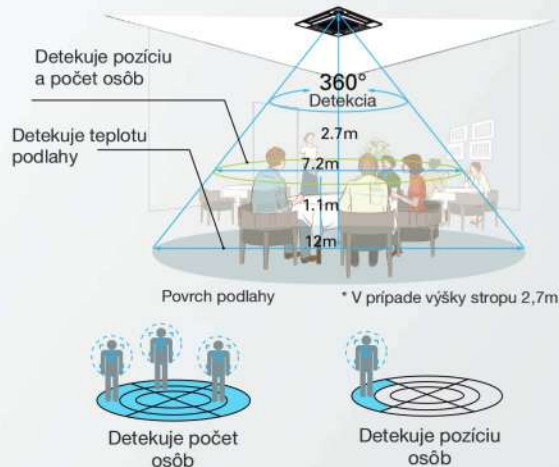 Detekuje pozíciu
a počet osôb
360°
Detekcia
Detekuje teplotu
podlahy
2.7m
7.2m
1.1m
12m
Povrch podlahy
* V prípade výšky stropu 2,7m
Detekuje počet
osôb
Detekuje pozíciu
osôb